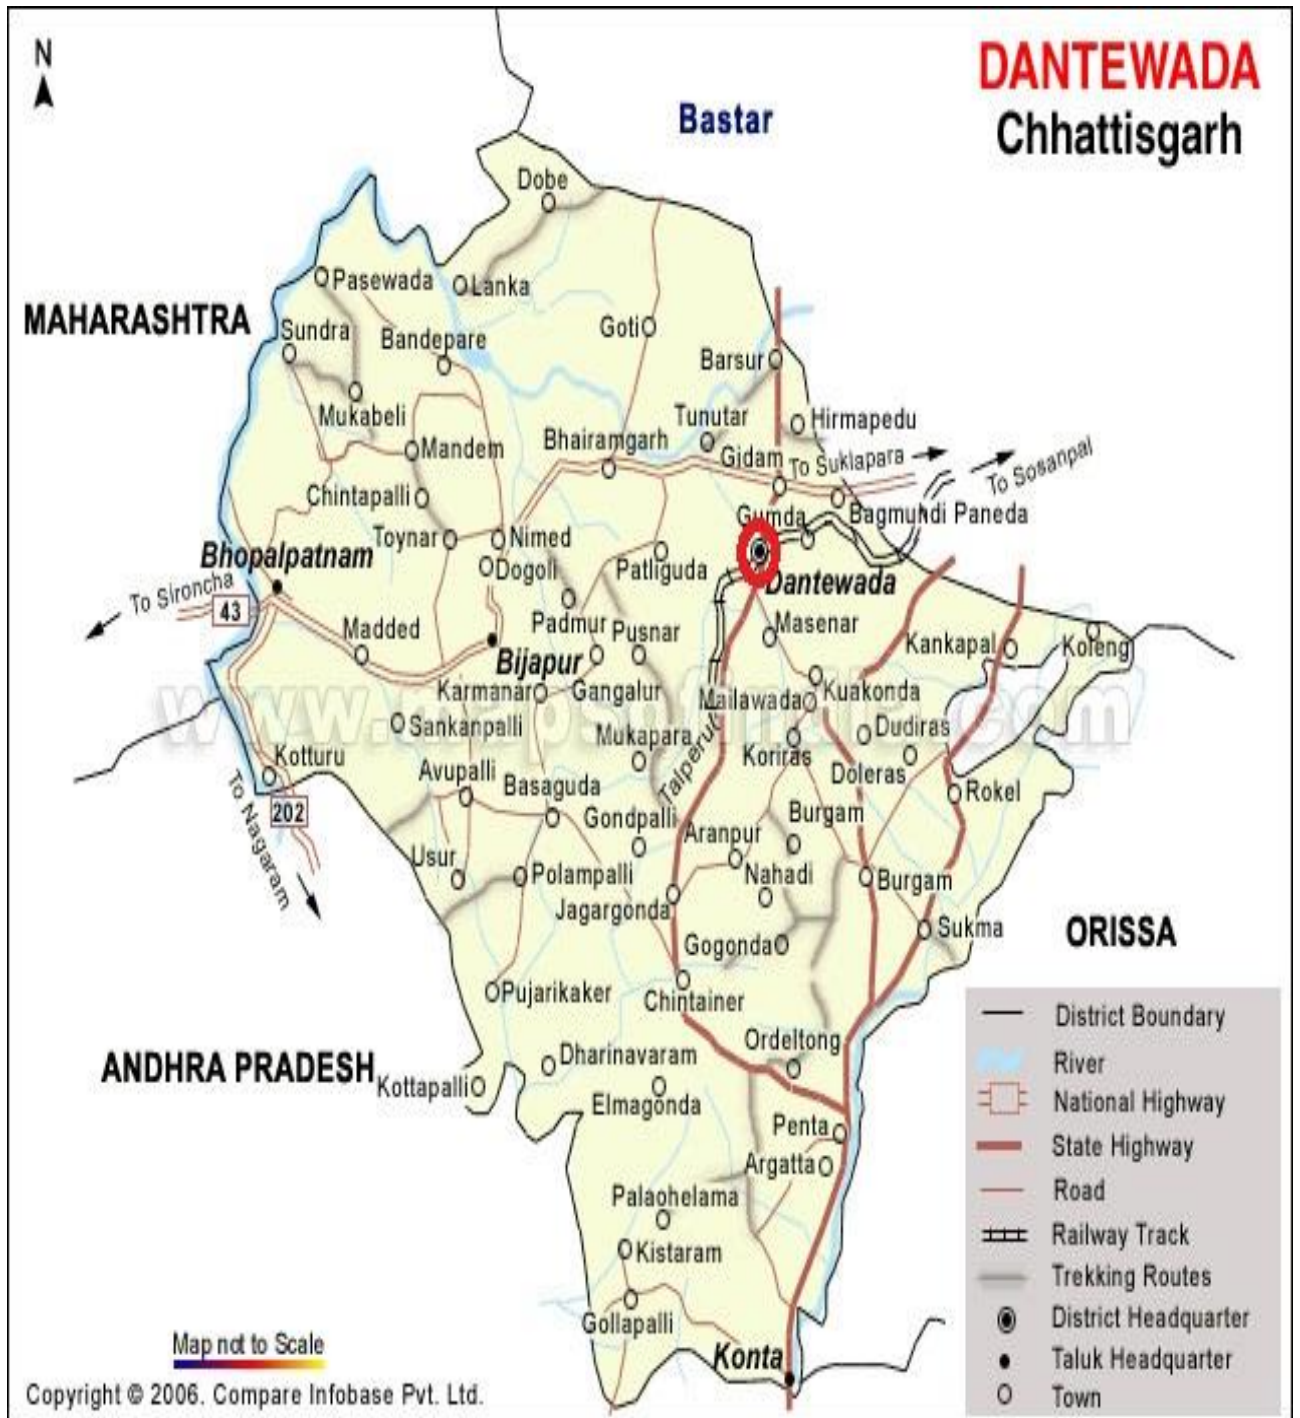 N
DANTEWADA
Chhattisgarh
Bastar
Dobe
Pasewada
Lanka
MAHARASHTRA
Sundra
Bandepare
Goti
Barsur
Mukabeli
Tunutar
Hirmapedu
Mandem
Bhairamgarh
Gidam
To Suklapara
To Sosanpal
Chintapalli
Gumda
Bagmundi Paneda
Toynar
Nimed
Bhopalpatnam
Dogoli
Patliguda
Dantewada
To Sironcha
43
Madded
Padmur
Pusnar
Masenar
Kankapal
Koleng
Bijapur
Karmanar
Gangalur
Mailawada
Kuakonda
www.mapsofindia.com
Sankanpalli
Mukapara
Talperu
Koriras
Dudiras
Doleras
Kotturu
Avupalli
Basaguda
Rokel
To Nagaram
202
Gondpalli
Aranpur
Burgam
Usur
Polampalli
Nahadi
Burgam
Jagargonda
Gogonda
Sukma
ORISSA
Pujarikaker
Chintainer
Ordeltong
ANDHRA PRADESH
Kottapalli
Dharinavaram
Elmagonda
Penta
Argatta
Palaohelama
Kistaram
Gollapalli
Konta
District Boundary
River
National Highway
State Highway
Road
Railway Track
Trekking Routes
District Headquarter
Taluk Headquarter
Town
Map not to Scale
Copyright © 2006. Compare Infobase Pvt. Ltd.